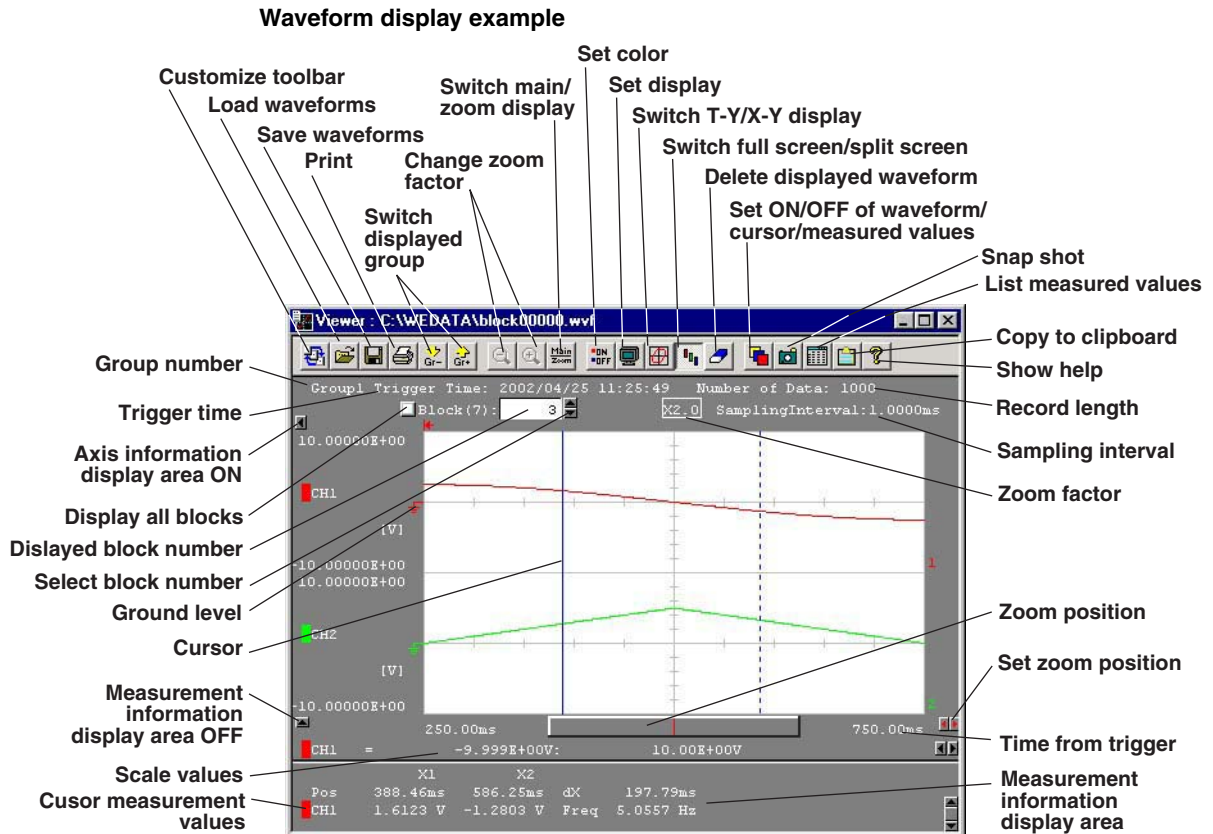 Waveform display example
Set color
Customize toolbar
Switch main/
zoom display
Set display
Load waveforms
Switch T-Y/X-Y display
Save waveforms
Switch full screen/split screen
Print
Change zoom
factor
Delete displayed waveform
Set ON/OFF of waveform/
cursor/measured values
Switch
displayed
group
Snap shot
List measured values
Viewer : C:\WEDATA\block00000.wvf
Copy to clipboard
Gr-
Gr+
Main
Zoom
ON
OFF
Group number
Show help
Group1 Trigger Time: 2002/04/25 11:25:49 Number of Data: 1000
Trigger time
Block(7): 3 X2.0 SamplingInterval:1.0000ms
Record length
10.00000E+00
Axis information
display area ON
Sampling interval
CH1
Zoom factor
Display all blocks
[V]
Dislayed block number
-10.00000E+00
1
10.00000E+00
Select block number
Ground level
Zoom position
CH2
Cursor
Set zoom position
[V]
Measurement
information
display area OFF
-10.00000E+00
2
250.00ms 750.00ms
Time from trigger
CH1 = -9.999E+00V: 10.00E+00V
Scale values
Measurement
information
display area
X1 X2
Pos 388.46ms 586.25ms dX 197.79ms
Cusor measurement
values
CH1 1.6123 V -1.2803 V Freq 5.0557 Hz